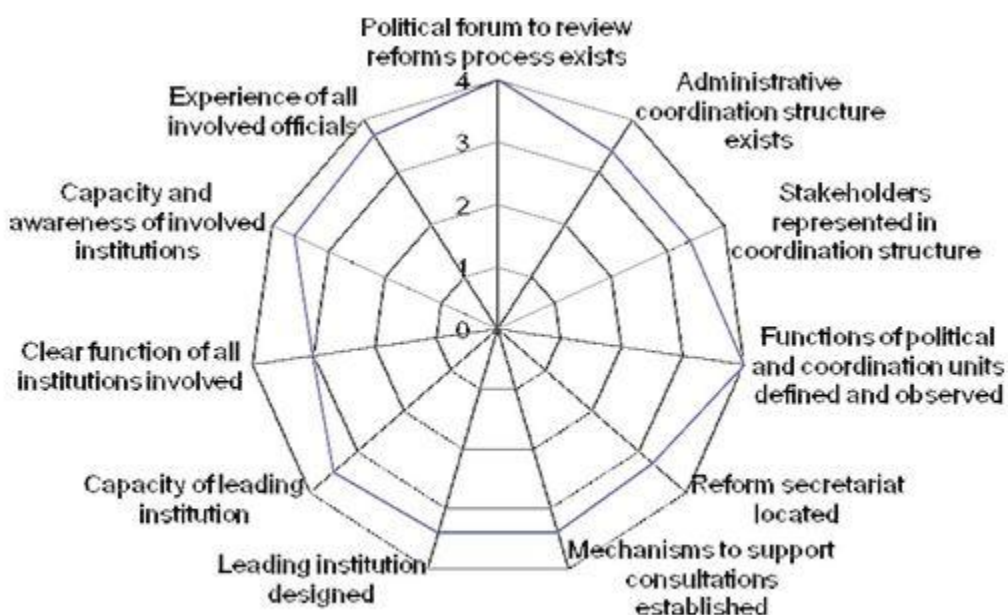 Political forum to review
reforms process exists
Administrative
coordination structure
exists
Stakeholders
represented in
coordination structure
Functions of political
and coordination units
defined and observed
Reform secretariat
located
Mechanisms to support
consultations
established
Leading institution
designed
Capacity of leading
institution
Clear function of all
institutions involved
Capacity and
awareness of involved
institutions
Experience of all
involved officials
4
3
2
1
0